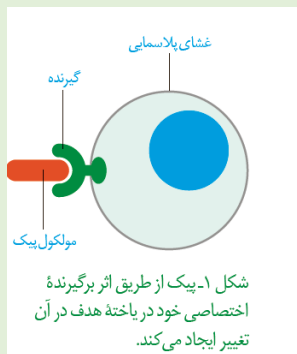 غشای پلاسمایی
گیرنده
مولکول پیک
شکل ۱ـ پیک از طریق اثر برگیرندهٔ
اختصاصی خود در یاختهٔ هدف در آن
تغییر ایجاد می‌کند.